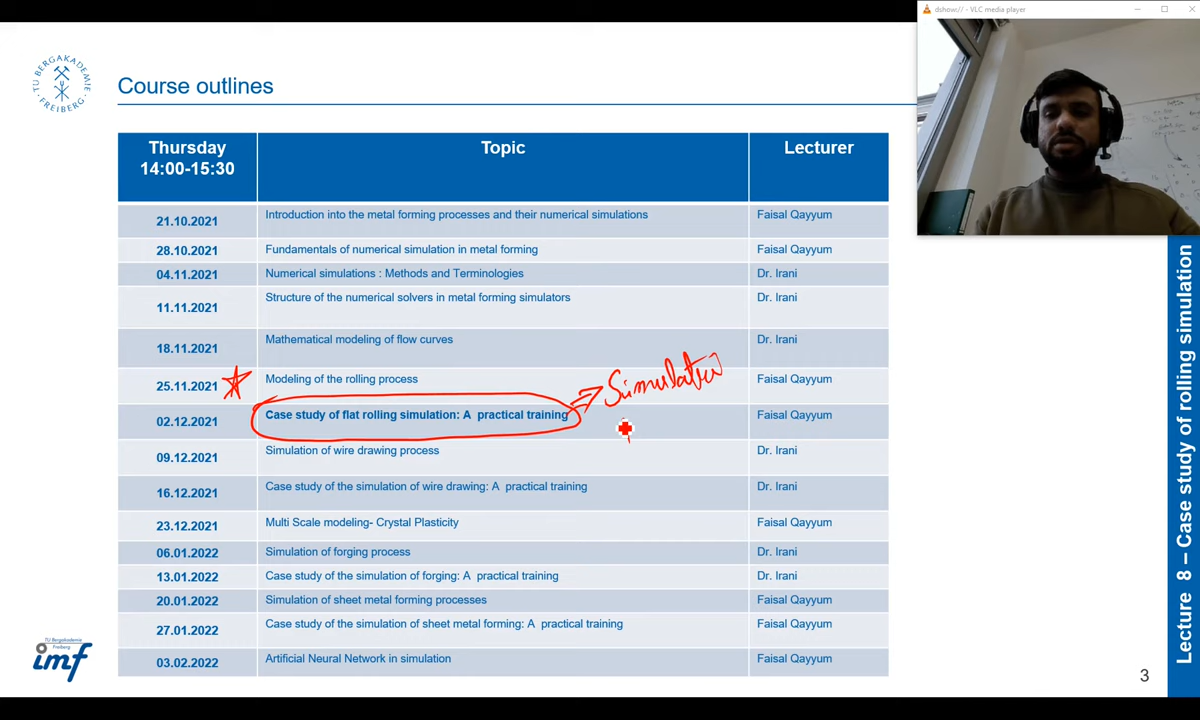 dshow:// - VLC media player
TU BERGAKADEMIE FREIBERG
Course outlines
Thursday 14:00-15:30 Topic Lecturer
21.10.2021 Introduction into the metal forming processes and their numerical simulations Faisal Qayyum
28.10.2021 Fundamentals of numerical simulation in metal forming Faisal Qayyum
04.11.2021 Numerical simulations : Methods and Terminologies Dr. Irani
11.11.2021 Structure of the numerical solvers in metal forming simulators Dr. Irani
18.11.2021 Mathematical modeling of flow curves Dr. Irani
25.11.2021 Modeling of the rolling process Faisal Qayyum
Simulation
02.12.2021 Case study of flat rolling simulation: A practical training Faisal Qayyum
09.12.2021 Simulation of wire drawing process Dr. Irani
16.12.2021 Case study of the simulation of wire drawing: A practical training Dr. Irani
23.12.2021 Multi Scale modeling- Crystal Plasticity Faisal Qayyum
06.01.2022 Simulation of forging process Dr. Irani
13.01.2022 Case study of the simulation of forging: A practical training Dr. Irani
20.01.2022 Simulation of sheet metal forming processes Faisal Qayyum
27.01.2022 Case study of the simulation of sheet metal forming: A practical training Faisal Qayyum
03.02.2022 Artificial Neural Network in simulation Faisal Qayyum
TU Bergakademie
Freiberg
imf
3
Lecture 8 – Case study of rolling simulation